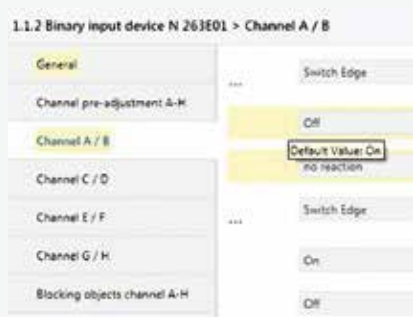 1.1.2 Binary input device N 263E01 > Channel A / B
General
Channel pre-adjustment A-H
Channel A / B
Channel C / D
Channel E / F
Channel G / H
Blocking objects channel A-H
... Switch Edge
Off
Default Value: On
no reaction
... Switch Edge
On
Off